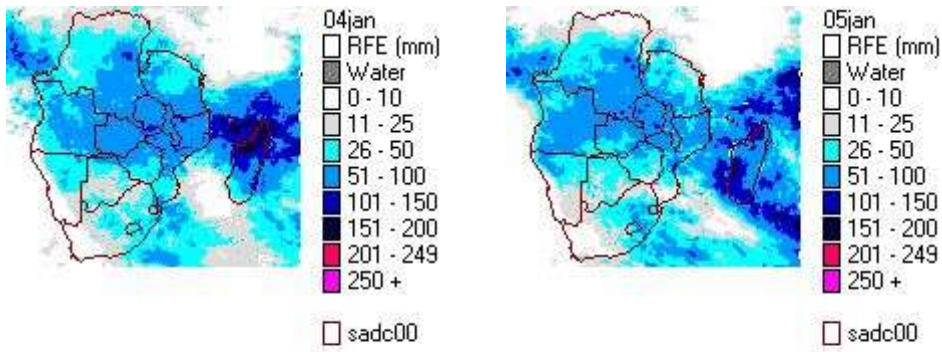 04jan
RFE (mm)
Water
0 - 10
11 - 25
26 - 50
51 - 100
101 - 150
151 - 200
201 - 249
250 +
sadc00
05jan
RFE (mm)
Water
0 - 10
11 - 25
26 - 50
51 - 100
101 - 150
151 - 200
201 - 249
250 +
sadc00